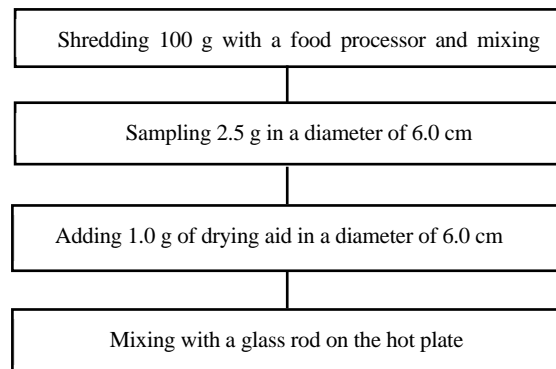 Shredding 100 g with a food processor and mixing
Sampling 2.5 g in a diameter of 6.0 cm
Adding 1.0 g of drying aid in a diameter of 6.0 cm
Mixing with a glass rod on the hot plate